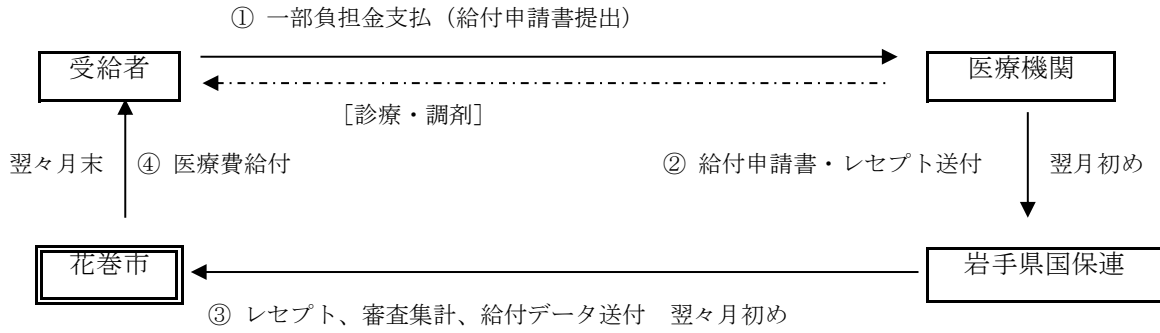 ① 一部負担金支払（給付申請書提出）
受給者
医療機関
［診療・調剤］
翌々月末
④ 医療費給付
② 給付申請書・レセプト送付
翌月初め
花巻市
岩手県国保連
③ レセプト、審査集計、給付データ送付　翌々月初め